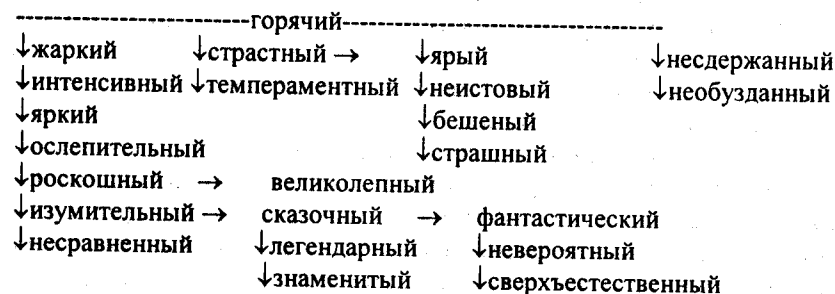 --------------------------горячий------------------------------------
↓жаркий ↓страстный → ↓ярый ↓несдержанный
↓интенсивный ↓темпераментный ↓неистовый ↓необузданный
↓яркий ↓бешеный
↓ослепительный ↓страшный
↓роскошный → великолепный
↓изумительный → сказочный → фантастический
↓несравненный ↓легендарный ↓невероятный
↓знаменитый ↓сверхъестественный